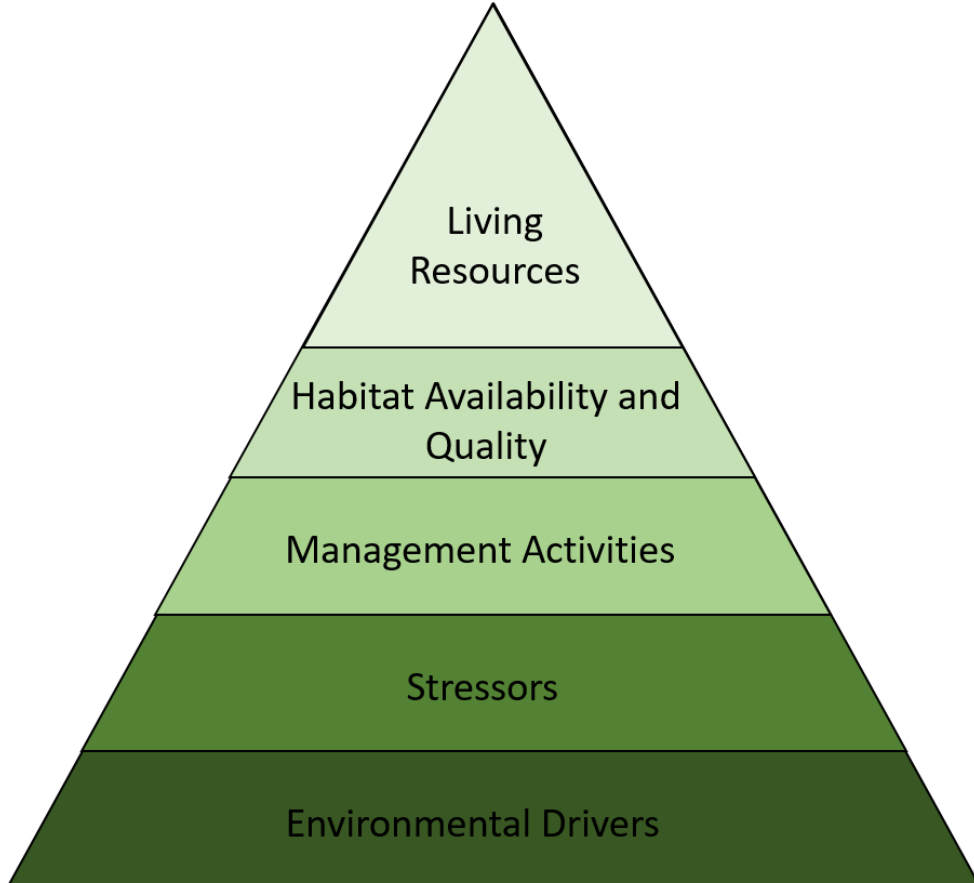 Living
Resources
Habitat Availability and
Quality
Management Activities
Stressors
Environmental Drivers